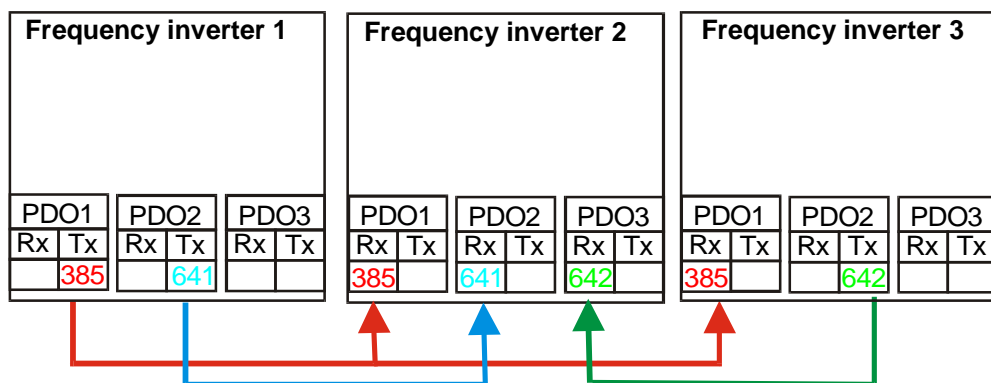 Frequency inverter 1
PDO1 PDO2 PDO3
Rx Tx Rx Tx Rx Tx
385 641
Frequency inverter 2
PDO1 PDO2 PDO3
Rx Tx Rx Tx Rx Tx
385 641 642
Frequency inverter 3
PDO1 PDO2 PDO3
Rx Tx Rx Tx Rx Tx
385 642